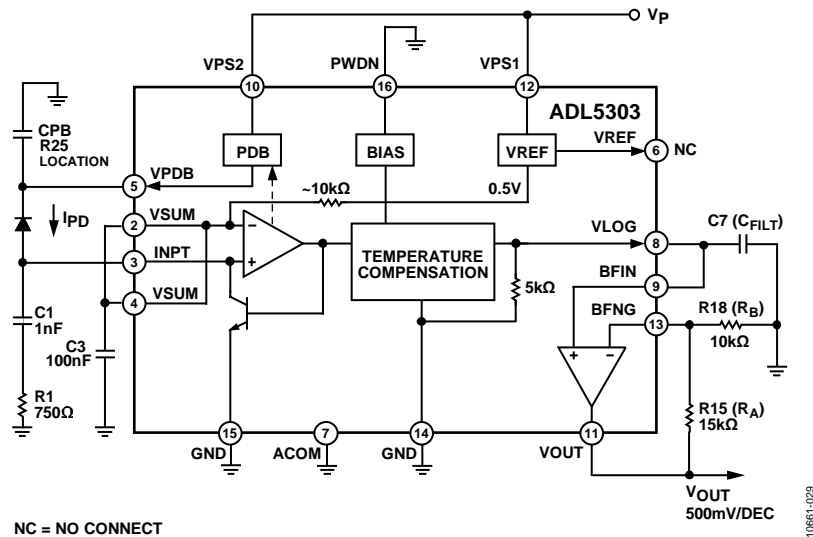 VP
VPS2
PWDN
VPS1
10
16
12
ADL5303
CPB
R25
LOCATION
PDB
BIAS
VREF
VREF
6
NC
VPDB
5
~10kΩ
0.5V
IPD
VSUM
2
−
INPT
3
+
VSUM
4
TEMPERATURE
COMPENSATION
VLOG
8
C7 (CFILT)
5kΩ
BFIN
9
BFNG
13
R18 (RB)
10kΩ
C1
1nF
C3
100nF
+ −
R1
750Ω
R15 (RA)
15kΩ
15
7
14
11
GND
ACOM
GND
VOUT
VOUT
500mV/DEC
NC = NO CONNECT
10661-029